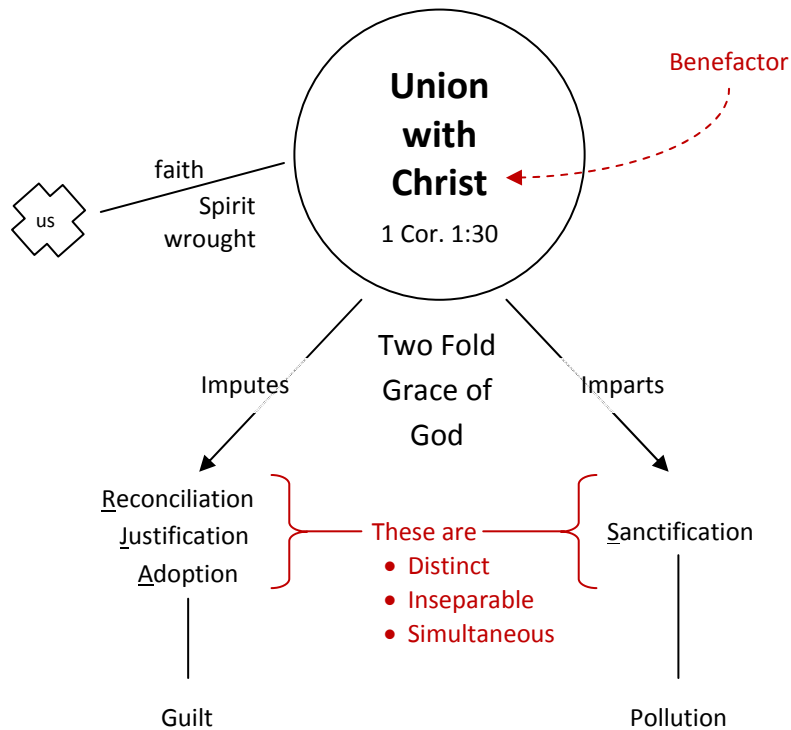 Benefactor
Union
with
Christ
1 Cor. 1:30
faith
Spirit
wrought
us
Two Fold
Grace of
God
Imputes
Imparts
Reconciliation
Justification
Adoption
These are
• Distinct
• Inseparable
• Simultaneous
Sanctification
Guilt
Pollution